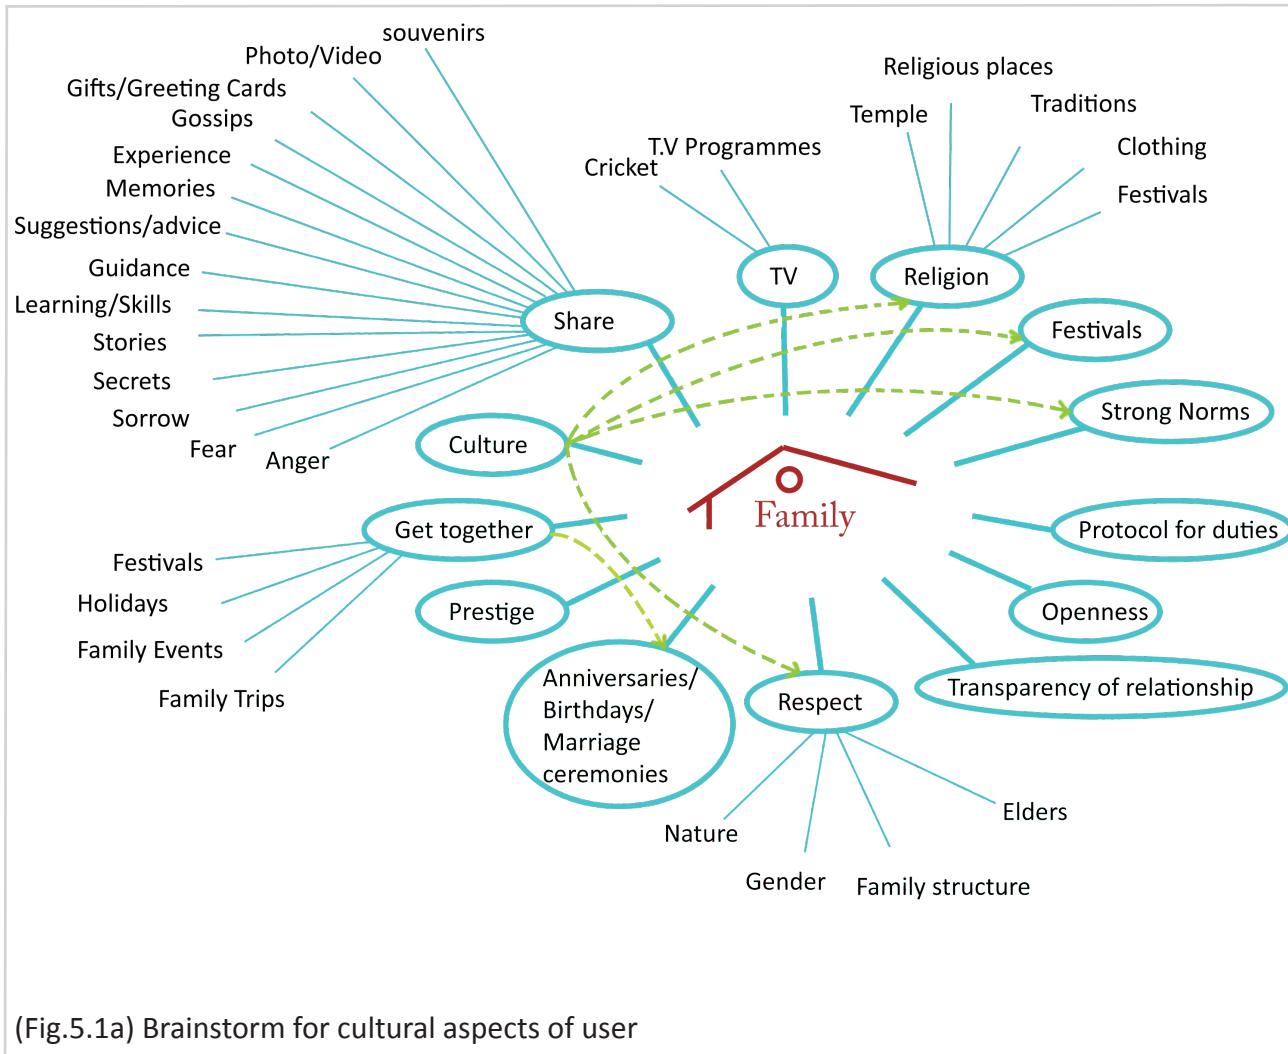 souvenirs
Photo/Video
Gifts/Greeting Cards
Gossips
Experience
Memories
Suggestions/advice
Guidance
Learning/Skills
Stories
Secrets
Sorrow
Fear
Anger
Share
Cricket
T.V Programmes
TV
Religious places
Temple
Traditions
Clothing
Festivals
Religion
Festivals
Strong Norms
Culture
Family
Get together
Festivals
Holidays
Family Events
Family Trips
Prestige
Protocol for duties
Openness
Transparency of relationship
Anniversaries/
Birthdays/
Marriage
ceremonies
Respect
Nature
Gender
Family structure
Elders
(Fig.5.1a) Brainstorm for cultural aspects of user